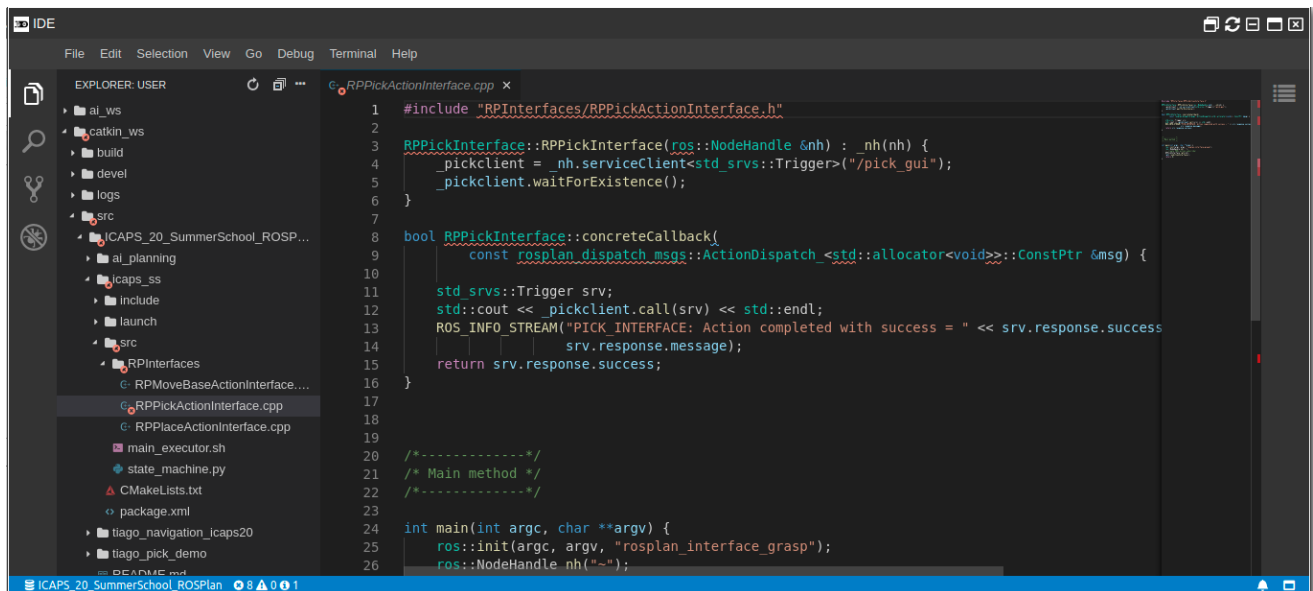 IDE
File Edit Selection View Go Debug Terminal Help
EXPLORER: USER
ai_ws
catkin_ws
build
devel
logs
src
ICAPS_20_SummerSchool_ROSP...
ai_planning
icaps_ss
include
launch
src
RPInterfaces
RPMoveBaseActionInterface....
RPPickActionInterface.cpp
RPPlaceActionInterface.cpp
main_executor.sh
state_machine.py
CMakeLists.txt
package.xml
tiago_navigation_icaps20
tiago_pick_demo
README.md
RPPickActionInterface.cpp ×
1 #include "RPInterfaces/RPPickActionInterface.h"
2
3 RPPickInterface::RPPickInterface(ros::NodeHandle &nh) : _nh(nh) {
4     _pickclient = _nh.serviceClient<std_srvs::Trigger>("/pick_gui");
5     _pickclient.waitForExistence();
6 }
7
8 bool RPPickInterface::concreteCallback(
9         const rosplan_dispatch_msgs::ActionDispatch_<std::allocator<void>>::ConstPtr &msg) {
10
11     std_srvs::Trigger srv;
12     std::cout << _pickclient.call(srv) << std::endl;
13     ROS_INFO_STREAM("PICK_INTERFACE: Action completed with success = " << srv.response.success
14                     srv.response.message);
15     return srv.response.success;
16 }
17
18
19
20 /*-------------*/
21 /* Main method */
22 /*-------------*/
23
24 int main(int argc, char **argv) {
25     ros::init(argc, argv, "rosplan_interface_grasp");
26     ros::NodeHandle nh("~");
ICAPS_20_SummerSchool_ROSPlan 8 0 1